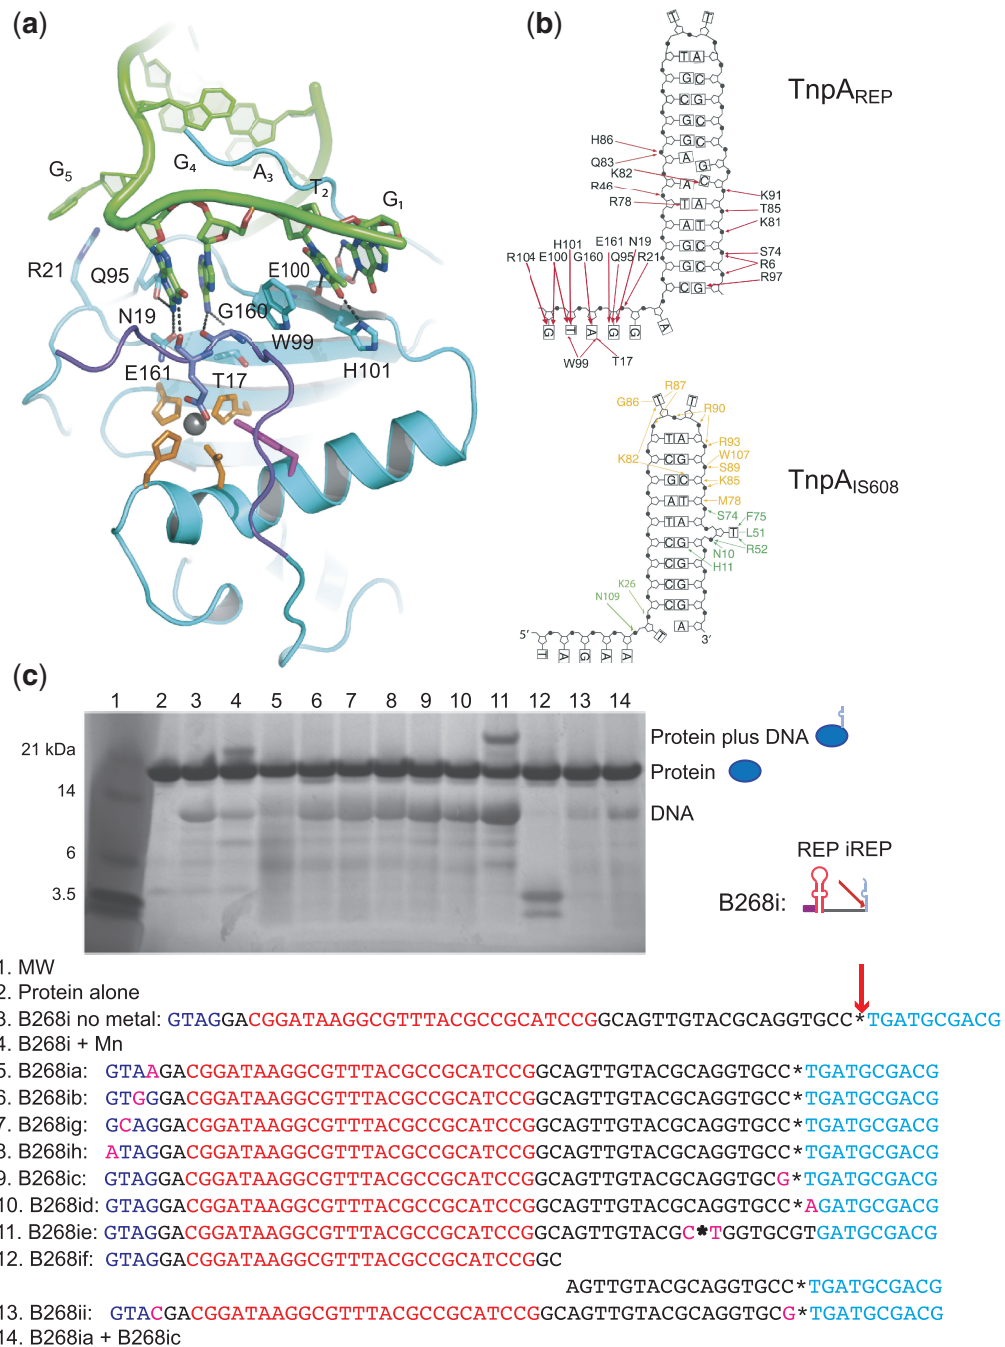 (a)
G5
G4
A3
T2
G1
R21
Q95
E100
N19
G160
W99
E161
T17
H101
(b)
TnpAREP
T T
T A
G C
C G
G C
G C
A G
A C
T A
A T
G C
G C
C G
H86
Q83
K82
R46
R78
K91
T85
K81
S74
R6
R97
H101 E161 N19
R104 E100 G160 Q95 R21
G T A G G A
W99 T17
TnpAIS608
T T
R87
G86
R90
T A
R93
C G
W107
K82
S89
G C
K85
A T
M78
S74
T A
F75
T
L51
C G
N10
R52
C G
H11
C G
K26
C G
N109
A
5′
3′
T A G A A T
(c)
1 2 3 4 5 6 7 8 9 10 11 12 13 14
21 kDa
14
6
3.5
Protein plus DNA
Protein
DNA
REP iREP
B268i:
1. MW
2. Protein alone
3. B268i no metal: GTAGGACGGATAAGGCGTTTACGCCGCATCCGGCAGTTGTACGCAGGTGCC*TGATGCGACG
4. B268i + Mn
5. B268ia: GTAAGACGGATAAGGCGTTTACGCCGCATCCGGCAGTTGTACGCAGGTGCC*TGATGCGACG
6. B268ib: GTGGGACGGATAAGGCGTTTACGCCGCATCCGGCAGTTGTACGCAGGTGCC*TGATGCGACG
7. B268ig: GCAGGACGGATAAGGCGTTTACGCCGCATCCGGCAGTTGTACGCAGGTGCC*TGATGCGACG
8. B268ih: ATAGGACGGATAAGGCGTTTACGCCGCATCCGGCAGTTGTACGCAGGTGCC*TGATGCGACG
9. B268ic: GTAGGACGGATAAGGCGTTTACGCCGCATCCGGCAGTTGTACGCAGGTGCG*TGATGCGACG
10. B268id: GTAGGACGGATAAGGCGTTTACGCCGCATCCGGCAGTTGTACGCAGGTGCC*AGATGCGACG
11. B268ie: GTAGGACGGATAAGGCGTTTACGCCGCATCCGGCAGTTGTACGC*TGGTGCGTGATGCGACG
12. B268if: GTAGGACGGATAAGGCGTTTACGCCGCATCCGGC
AGTTGTACGCAGGTGCC*TGATGCGACG
13. B268ii: GTACGACGGATAAGGCGTTTACGCCGCATCCGGCAGTTGTACGCAGGTGCG*TGATGCGACG
14. B268ia + B268ic